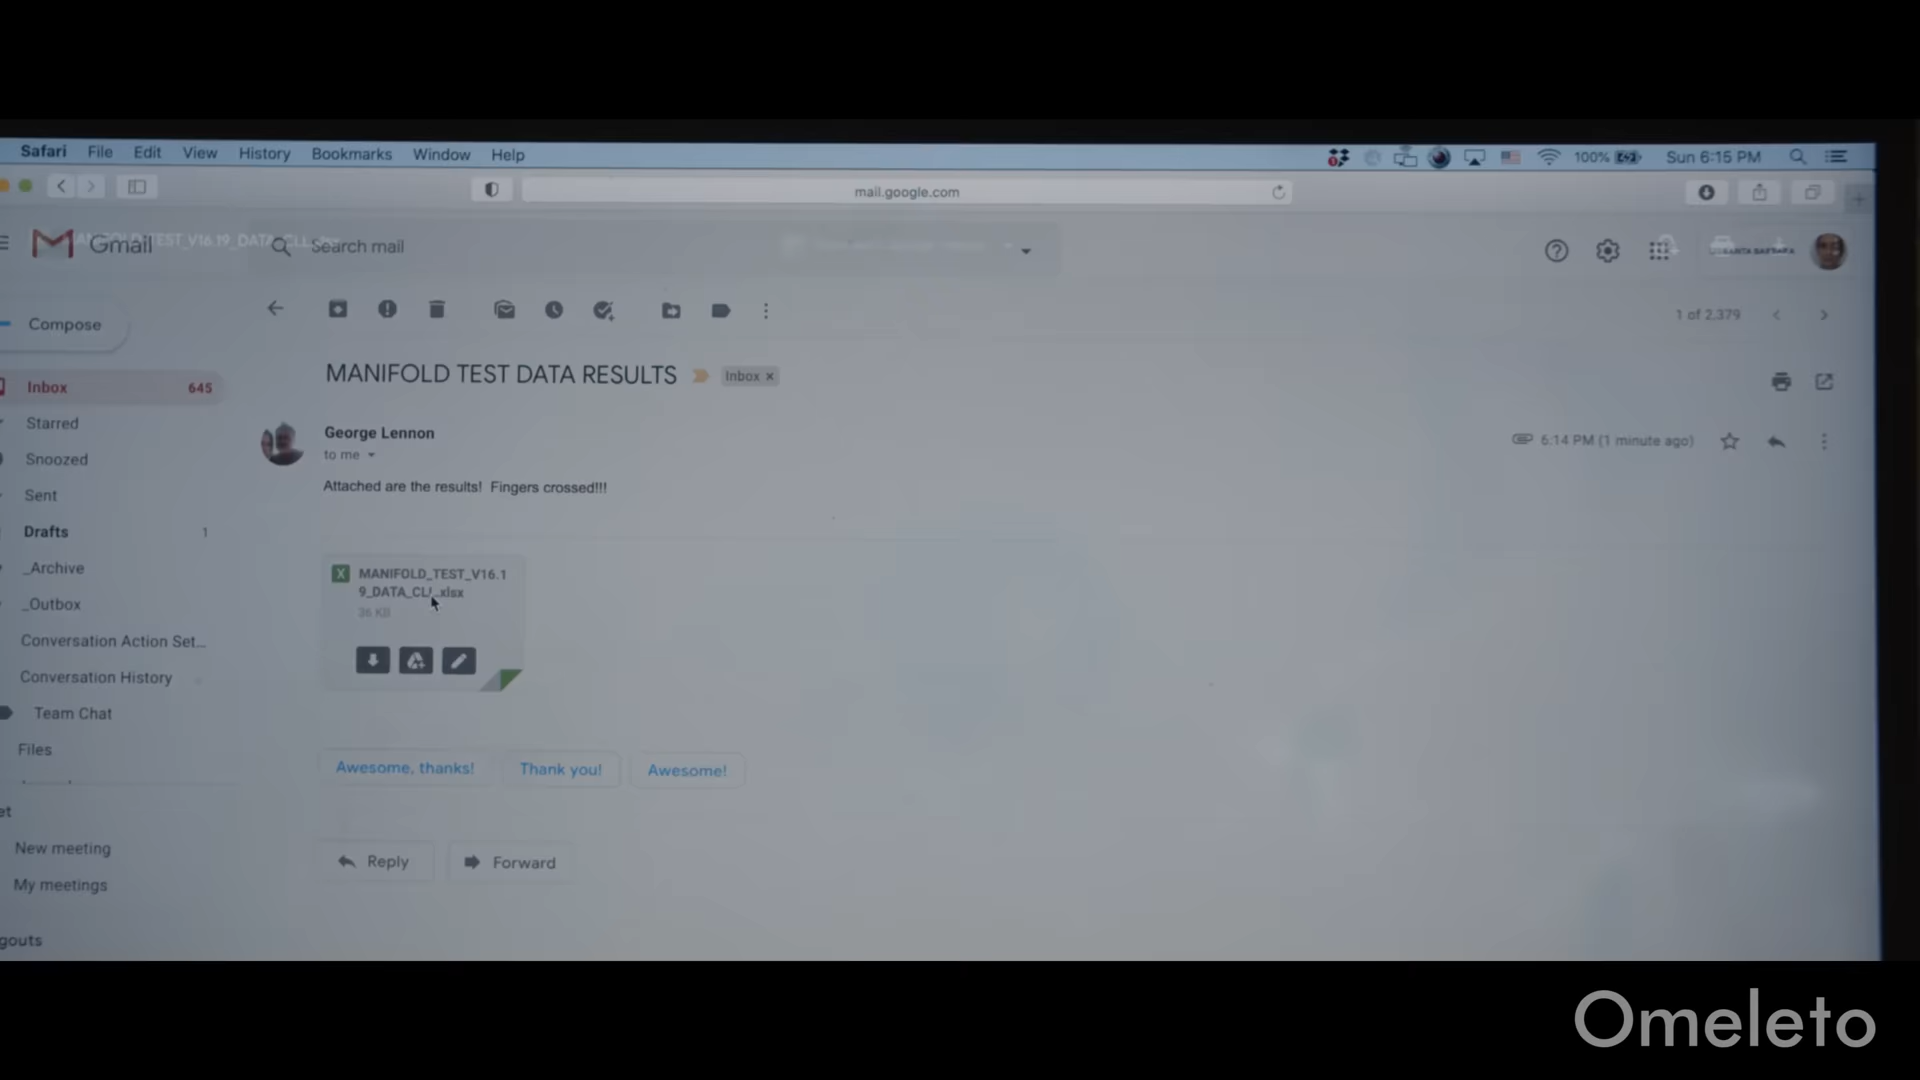 Safari File Edit View History Bookmarks Window Help 100% Sun 6:15 PM
mail.google.com
Gmail Search mail
Compose
1 of 2,379
MANIFOLD TEST DATA RESULTS Inbox ×
Inbox 645
Starred
George Lennon
to me
6:14 PM (1 minute ago)
Snoozed
Attached are the results! Fingers crossed!!!
Sent
Drafts 1
_Archive
MANIFOLD_TEST_V16.1
9_DATA_CLL.xlsx
36 KB
_Outbox
Conversation Action Set...
Conversation History
Team Chat
Files
Awesome, thanks! Thank you! Awesome!
New meeting
My meetings
Reply Forward
gouts
Omeleto